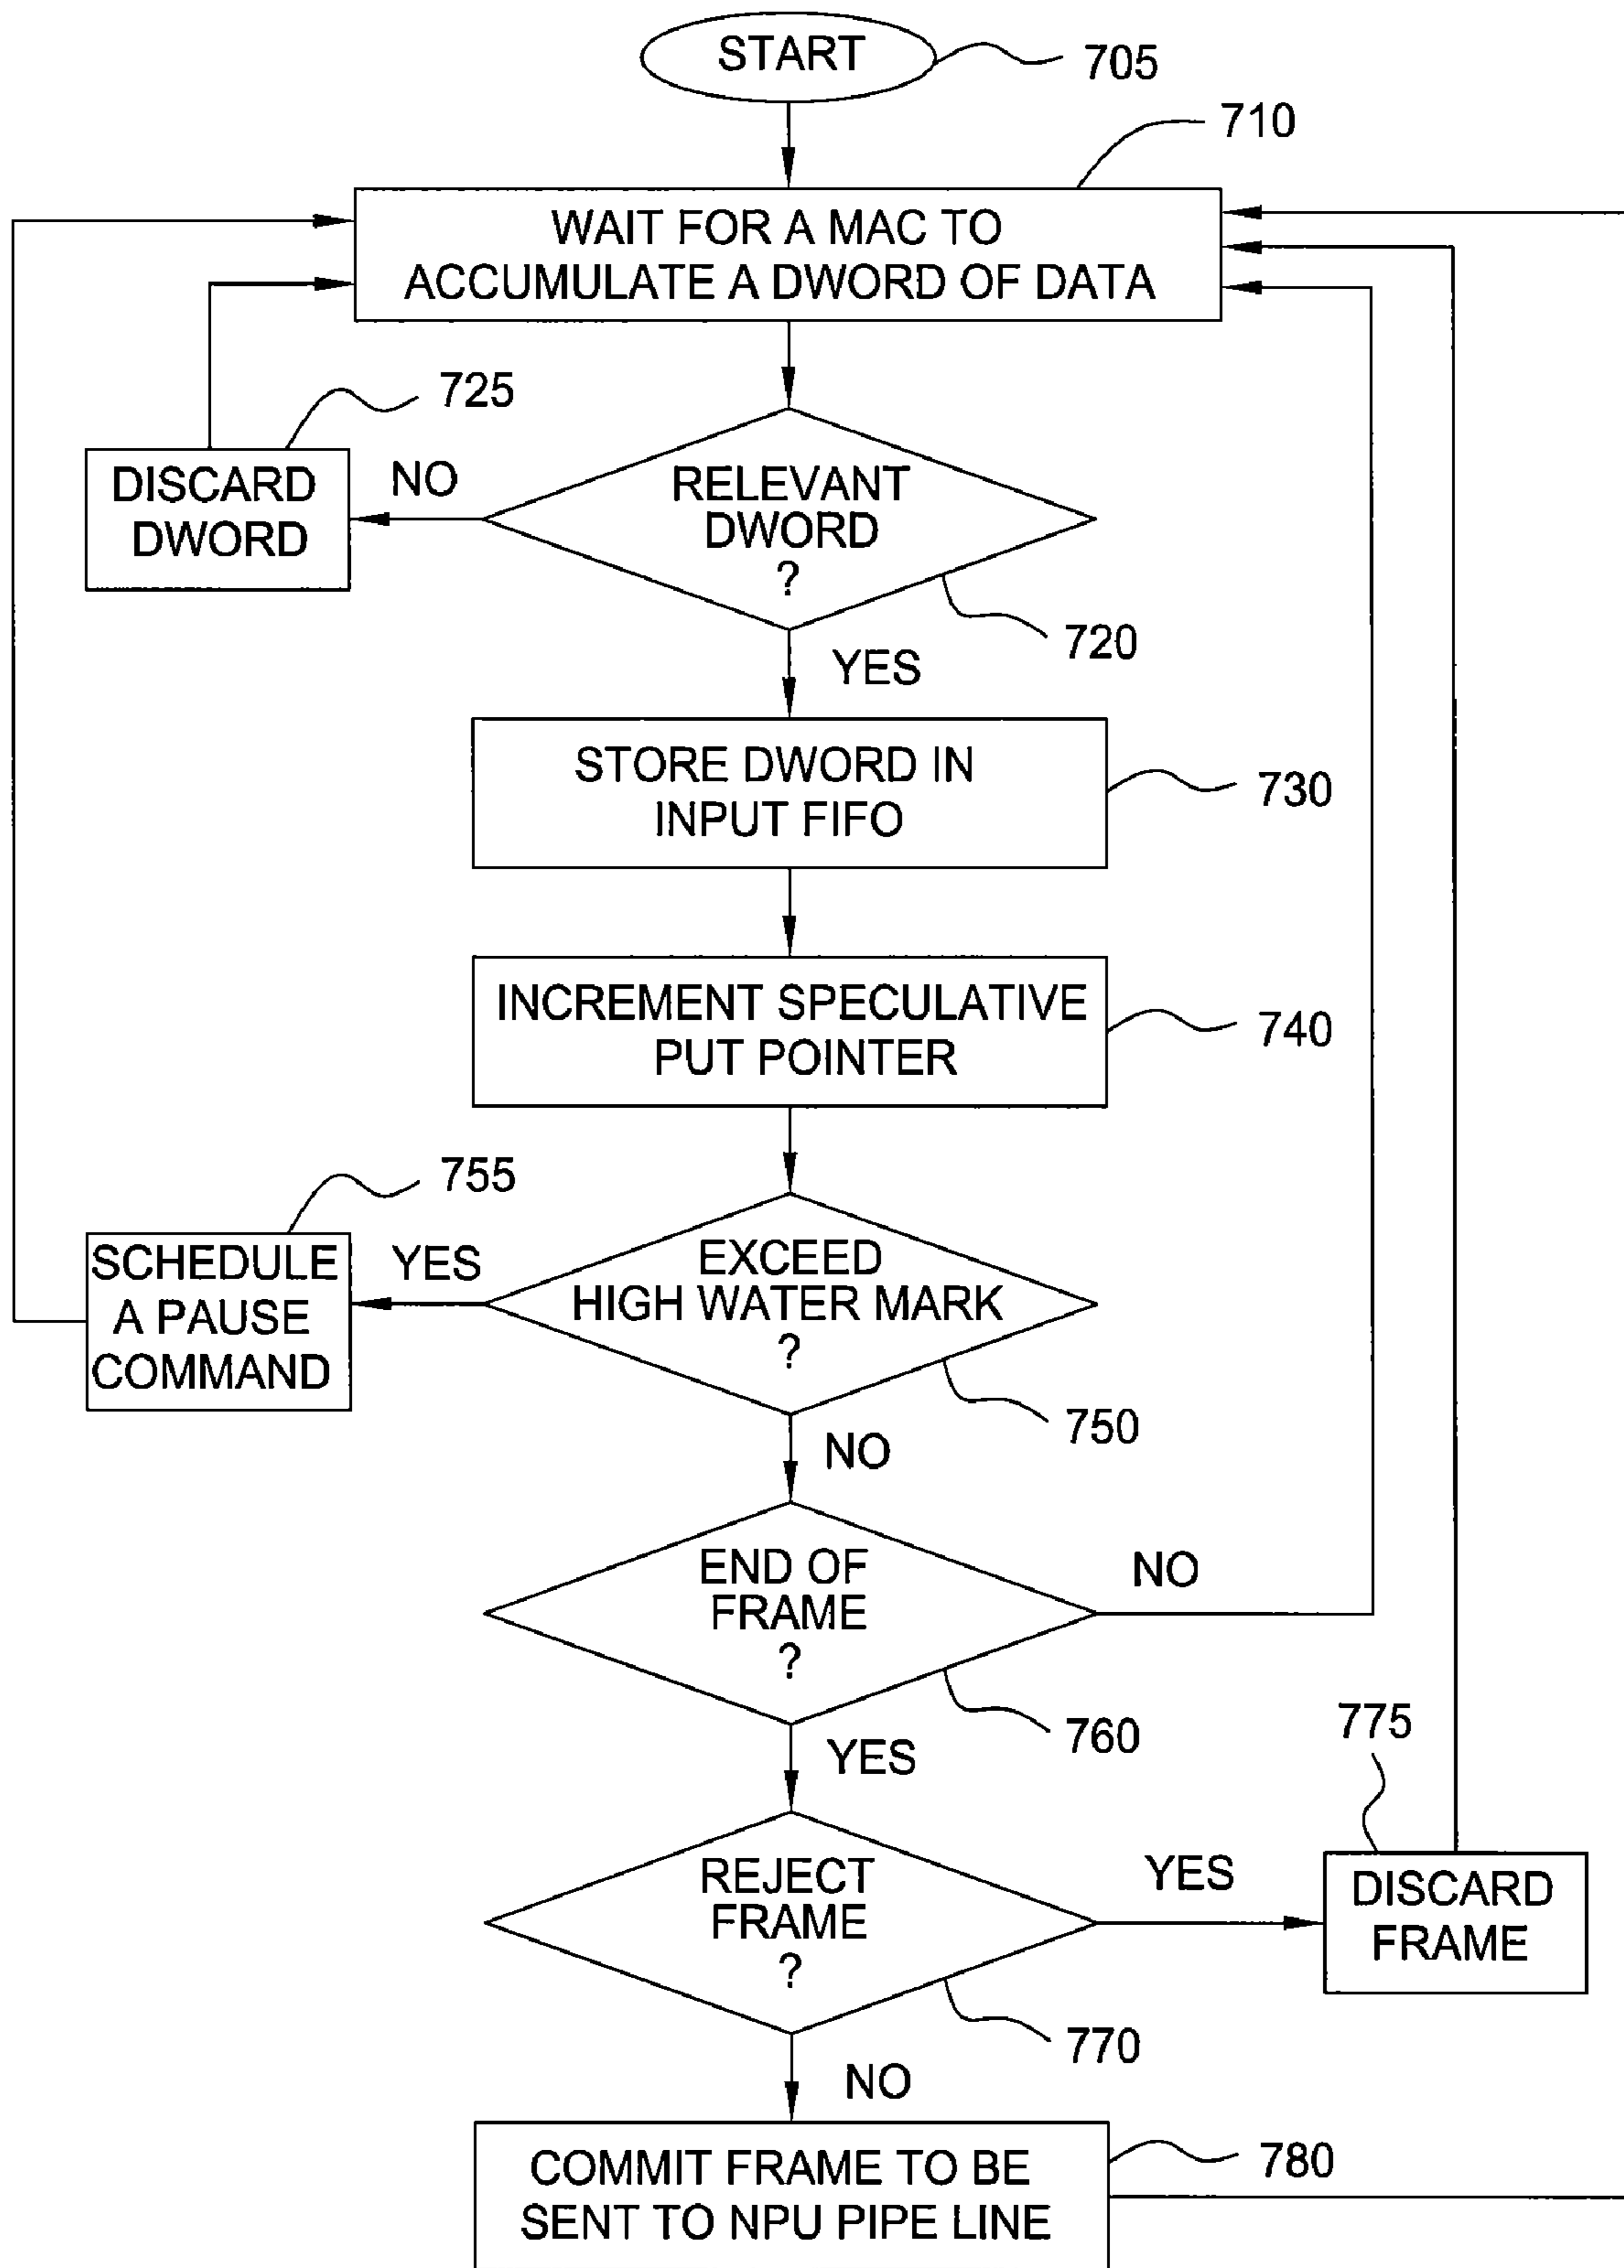 START
705
710
WAIT FOR A MAC TO
ACCUMULATE A DWORD OF DATA
725
DISCARD
DWORD
NO
RELEVANT
DWORD
?
720
YES
STORE DWORD IN
INPUT FIFO
730
INCREMENT SPECULATIVE
PUT POINTER
740
755
SCHEDULE
A PAUSE
COMMAND
YES
EXCEED
HIGH WATER MARK
?
750
NO
END OF
FRAME
?
NO
760
YES
775
REJECT
FRAME
?
YES
DISCARD
FRAME
770
NO
COMMIT FRAME TO BE
SENT TO NPU PIPE LINE
780